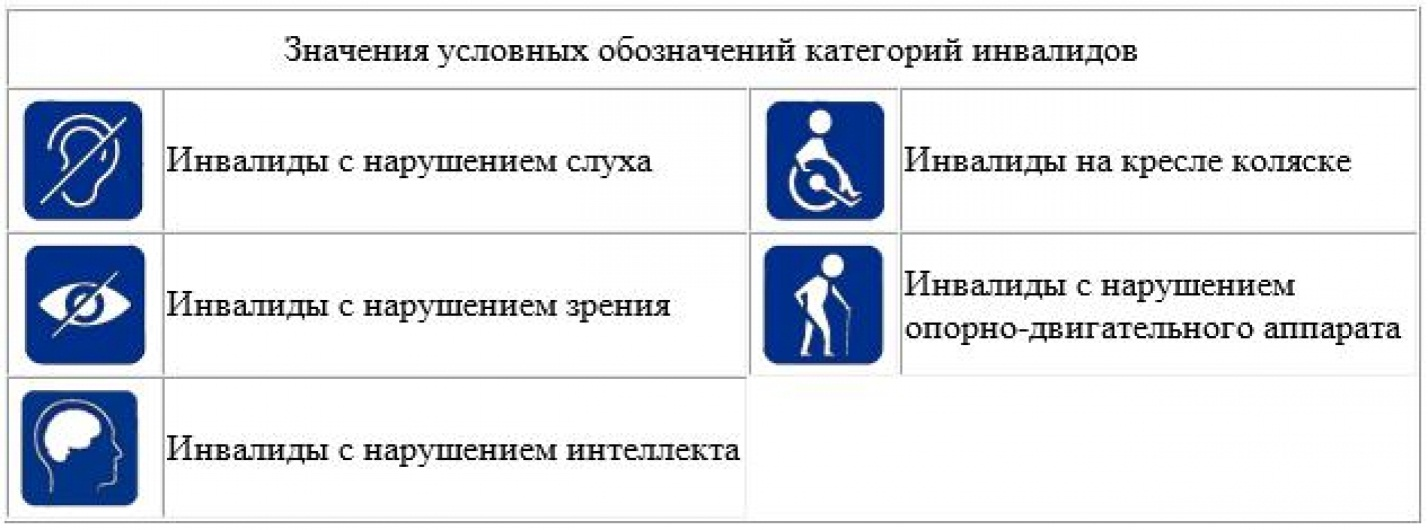 Значения условных обозначений категорий инвалидов
Инвалиды с нарушением слуха
Инвалиды на кресле коляске
Инвалиды с нарушением зрения
Инвалиды с нарушением
опорно-двигательного аппарата
Инвалиды с нарушением интеллекта